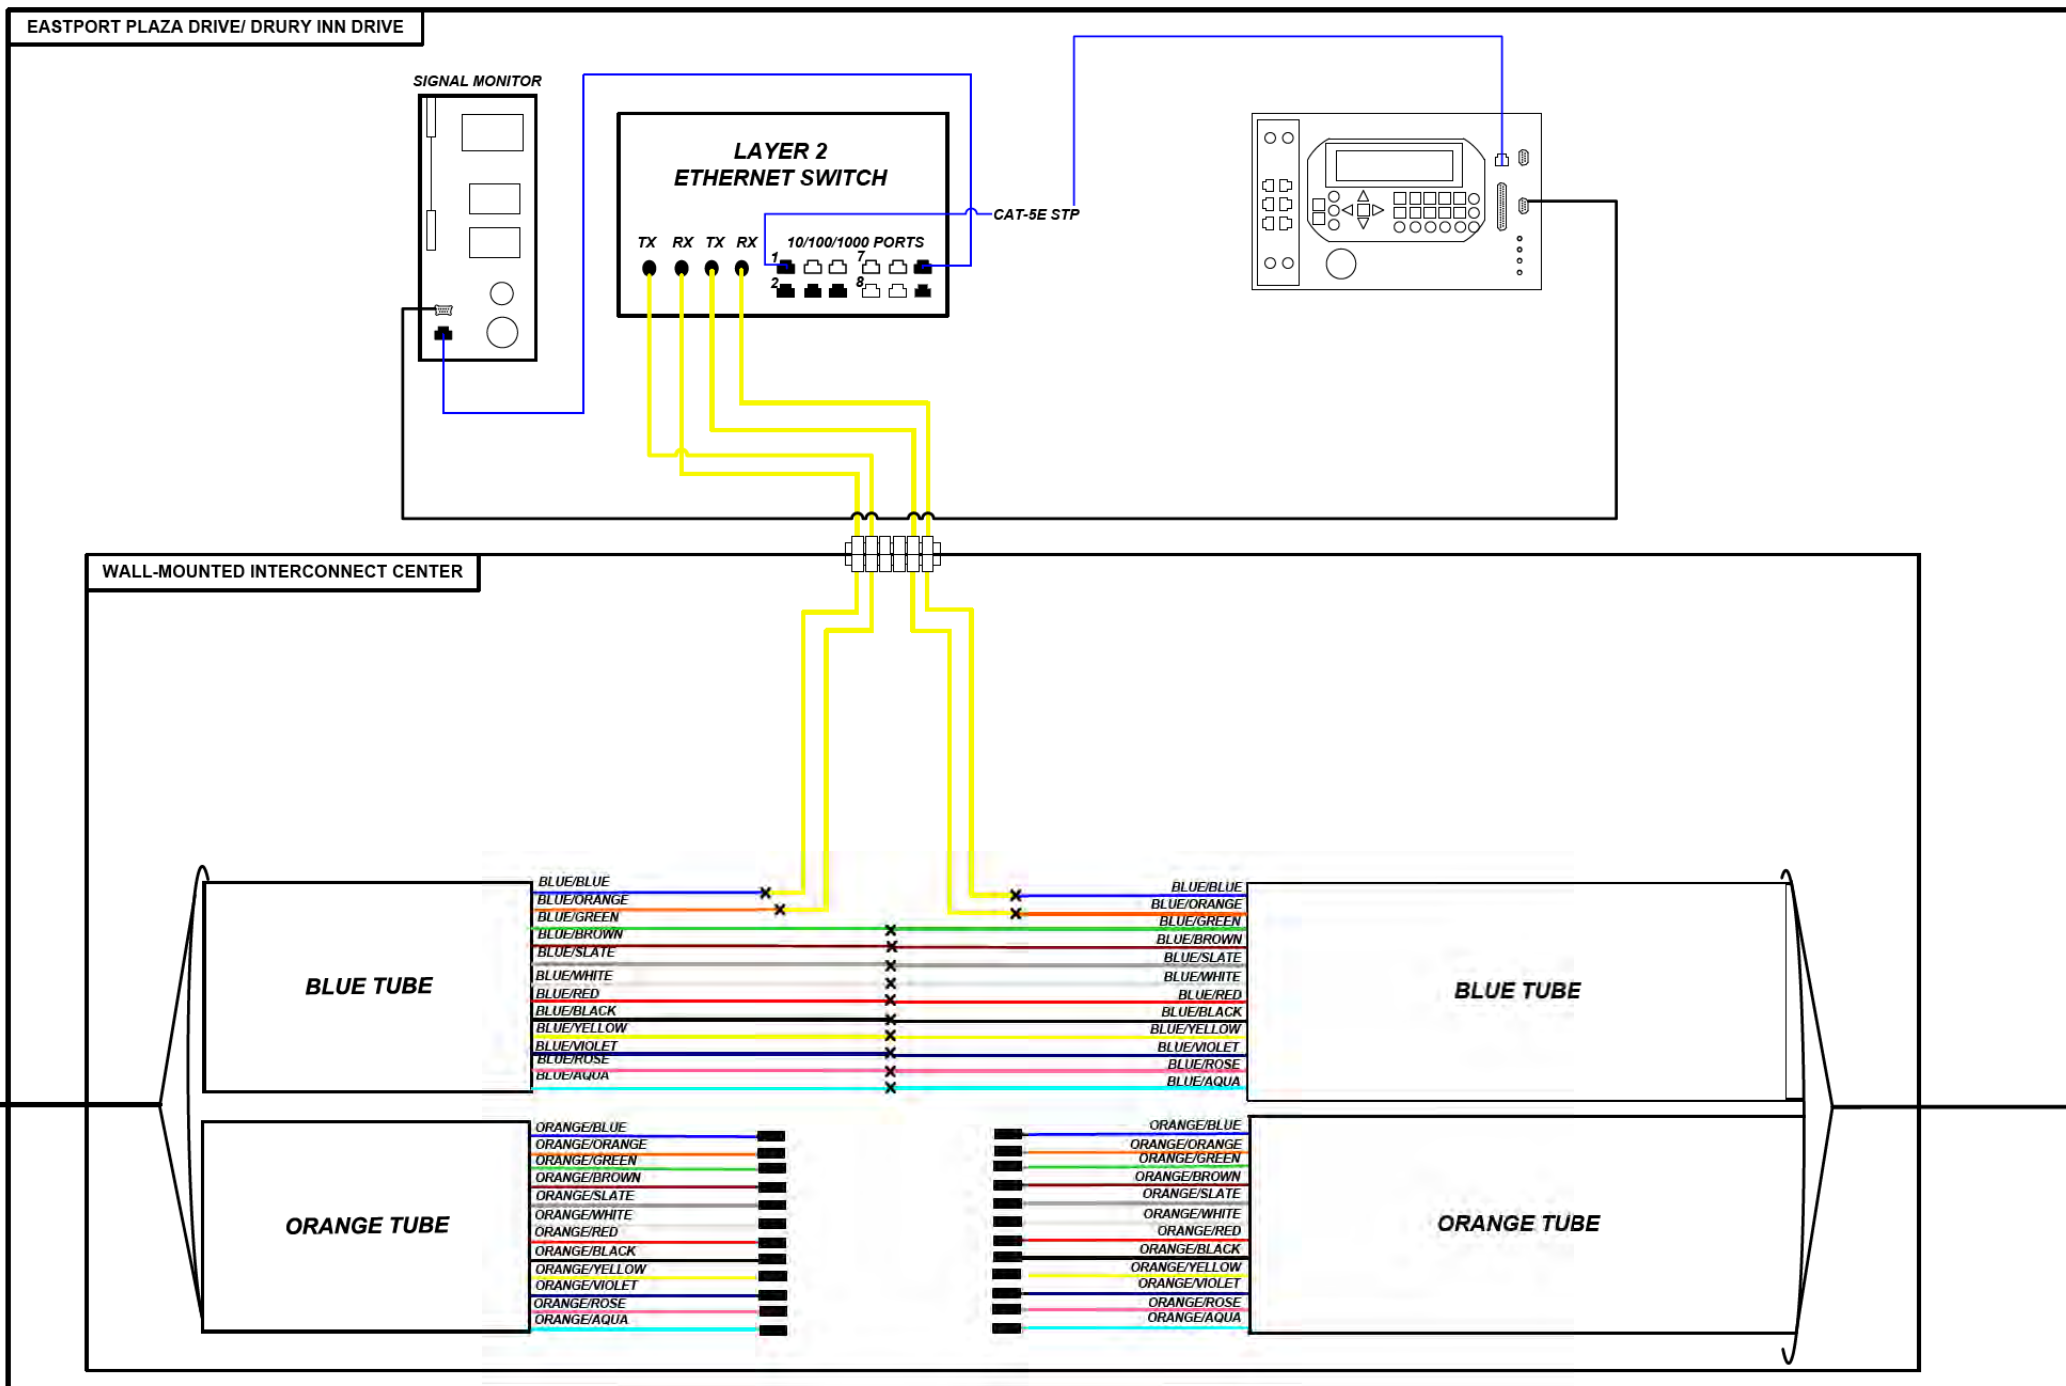 EASTPORT PLAZA DRIVE/ DRURY INN DRIVE
SIGNAL MONITOR
LAYER 2
ETHERNET SWITCH
CAT-5E STP
TX RX TX RX 10/100/1000 PORTS
1 7
2 8
WALL-MOUNTED INTERCONNECT CENTER
BLUE TUBE
BLUE/BLUE
BLUE/ORANGE
BLUE/GREEN
BLUE/BROWN
BLUE/SLATE
BLUE/WHITE
BLUE/RED
BLUE/BLACK
BLUE/YELLOW
BLUE/VIOLET
BLUE/ROSE
BLUE/AQUA
BLUE/BLUE
BLUE/ORANGE
BLUE/GREEN
BLUE/BROWN
BLUE/SLATE
BLUE/WHITE
BLUE/RED
BLUE/BLACK
BLUE/YELLOW
BLUE/VIOLET
BLUE/ROSE
BLUE/AQUA
BLUE TUBE
ORANGE TUBE
ORANGE/BLUE
ORANGE/ORANGE
ORANGE/GREEN
ORANGE/BROWN
ORANGE/SLATE
ORANGE/WHITE
ORANGE/RED
ORANGE/BLACK
ORANGE/YELLOW
ORANGE/VIOLET
ORANGE/ROSE
ORANGE/AQUA
ORANGE/BLUE
ORANGE/ORANGE
ORANGE/GREEN
ORANGE/BROWN
ORANGE/SLATE
ORANGE/WHITE
ORANGE/RED
ORANGE/BLACK
ORANGE/YELLOW
ORANGE/VIOLET
ORANGE/ROSE
ORANGE/AQUA
ORANGE TUBE